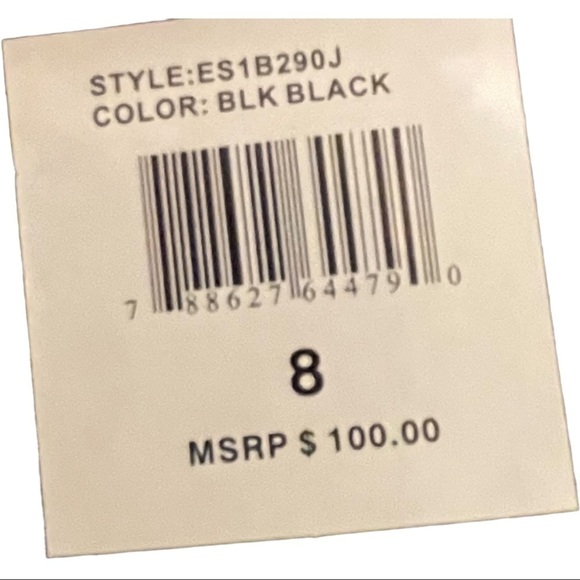 STYLE:ES1B290J
COLOR: BLK BLACK
7 88627 64479 0
8
MSRP $ 100.00